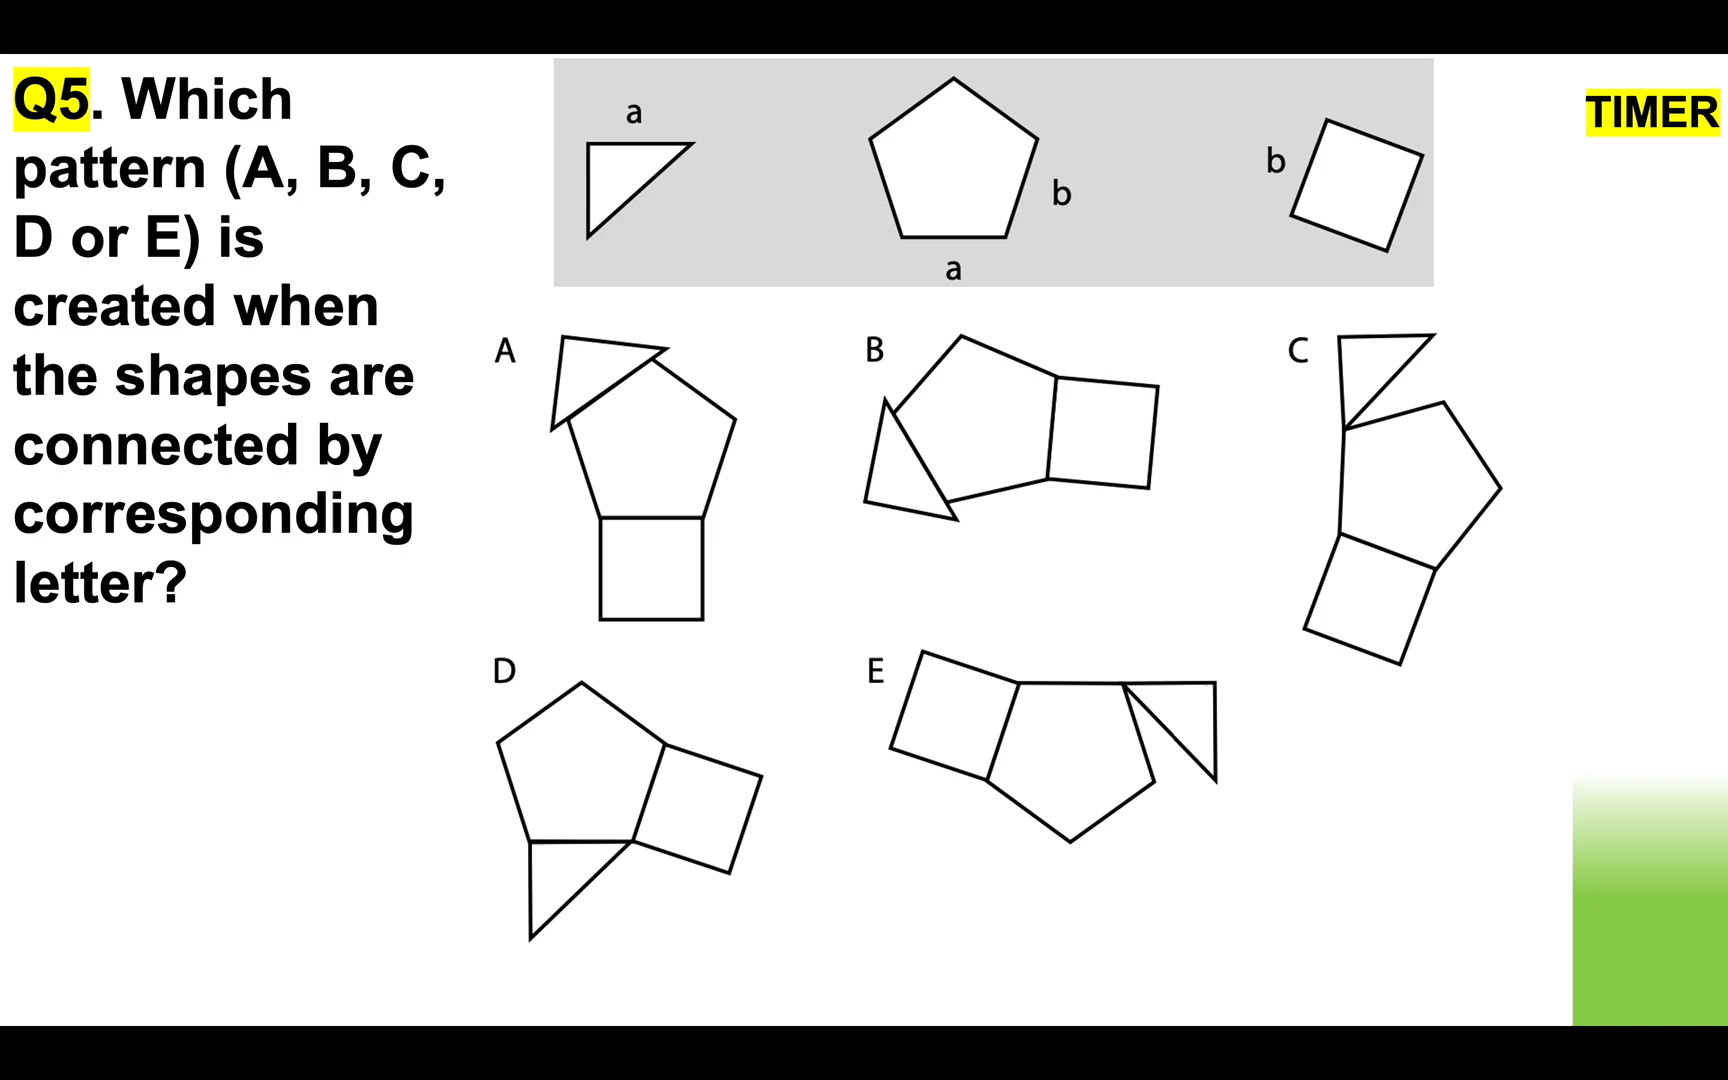 Q5. Which
pattern (A, B, C,
D or E) is
created when
the shapes are
connected by
corresponding
letter?
a
b
a
b
TIMER
A
B
C
D
E